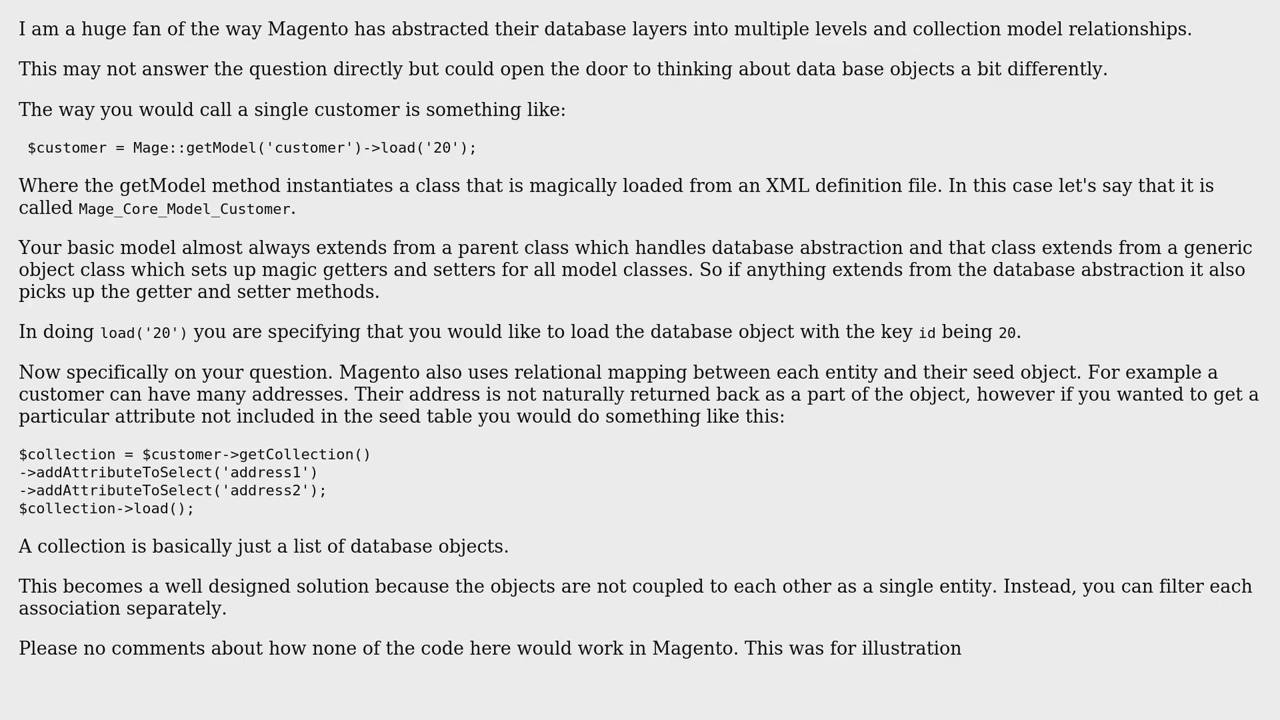 I am a huge fan of the way Magento has abstracted their database layers into multiple levels and collection model relationships.
This may not answer the question directly but could open the door to thinking about data base objects a bit differently.
The way you would call a single customer is something like:
$customer = Mage::getModel('customer')->load('20');
Where the getModel method instantiates a class that is magically loaded from an XML definition file. In this case let's say that it is
called Mage_Core_Model_Customer.
Your basic model almost always extends from a parent class which handles database abstraction and that class extends from a generic
object class which sets up magic getters and setters for all model classes. So if anything extends from the database abstraction it also
picks up the getter and setter methods.
In doing load('20') you are specifying that you would like to load the database object with the key id being 20.
Now specifically on your question. Magento also uses relational mapping between each entity and their seed object. For example a
customer can have many addresses. Their address is not naturally returned back as a part of the object, however if you wanted to get a
particular attribute not included in the seed table you would do something like this:
$collection = $customer->getCollection()
->addAttributeToSelect('address1')
->addAttributeToSelect('address2');
$collection->load();
A collection is basically just a list of database objects.
This becomes a well designed solution because the objects are not coupled to each other as a single entity. Instead, you can filter each
association separately.
Please no comments about how none of the code here would work in Magento. This was for illustration